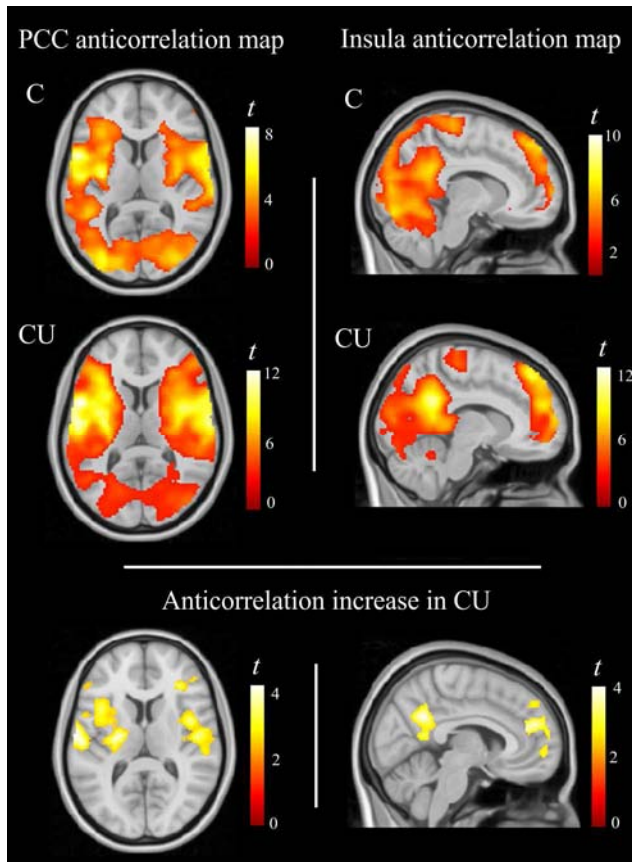 PCC anticorrelation map
Insula anticorrelation map
C
t
8
4
0
C
t
10
6
2
CU
t
12
6
0
CU
t
12
6
0
Anticorrelation increase in CU
t
4
2
0
t
4
2
0